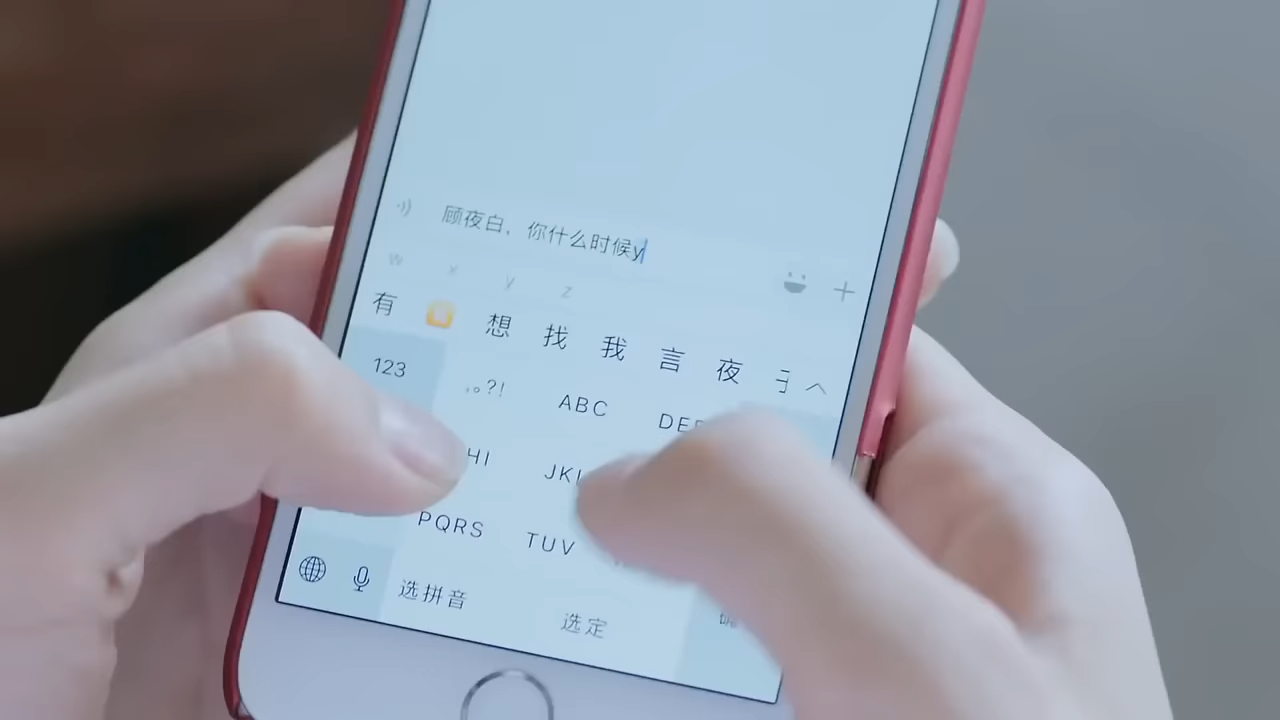 顾夜白，你什么时候y
w x y z
有 想 找 我 言 夜
123 .。?! ABC DEF
HI JKL
PQRS TUV
选拼音 选定